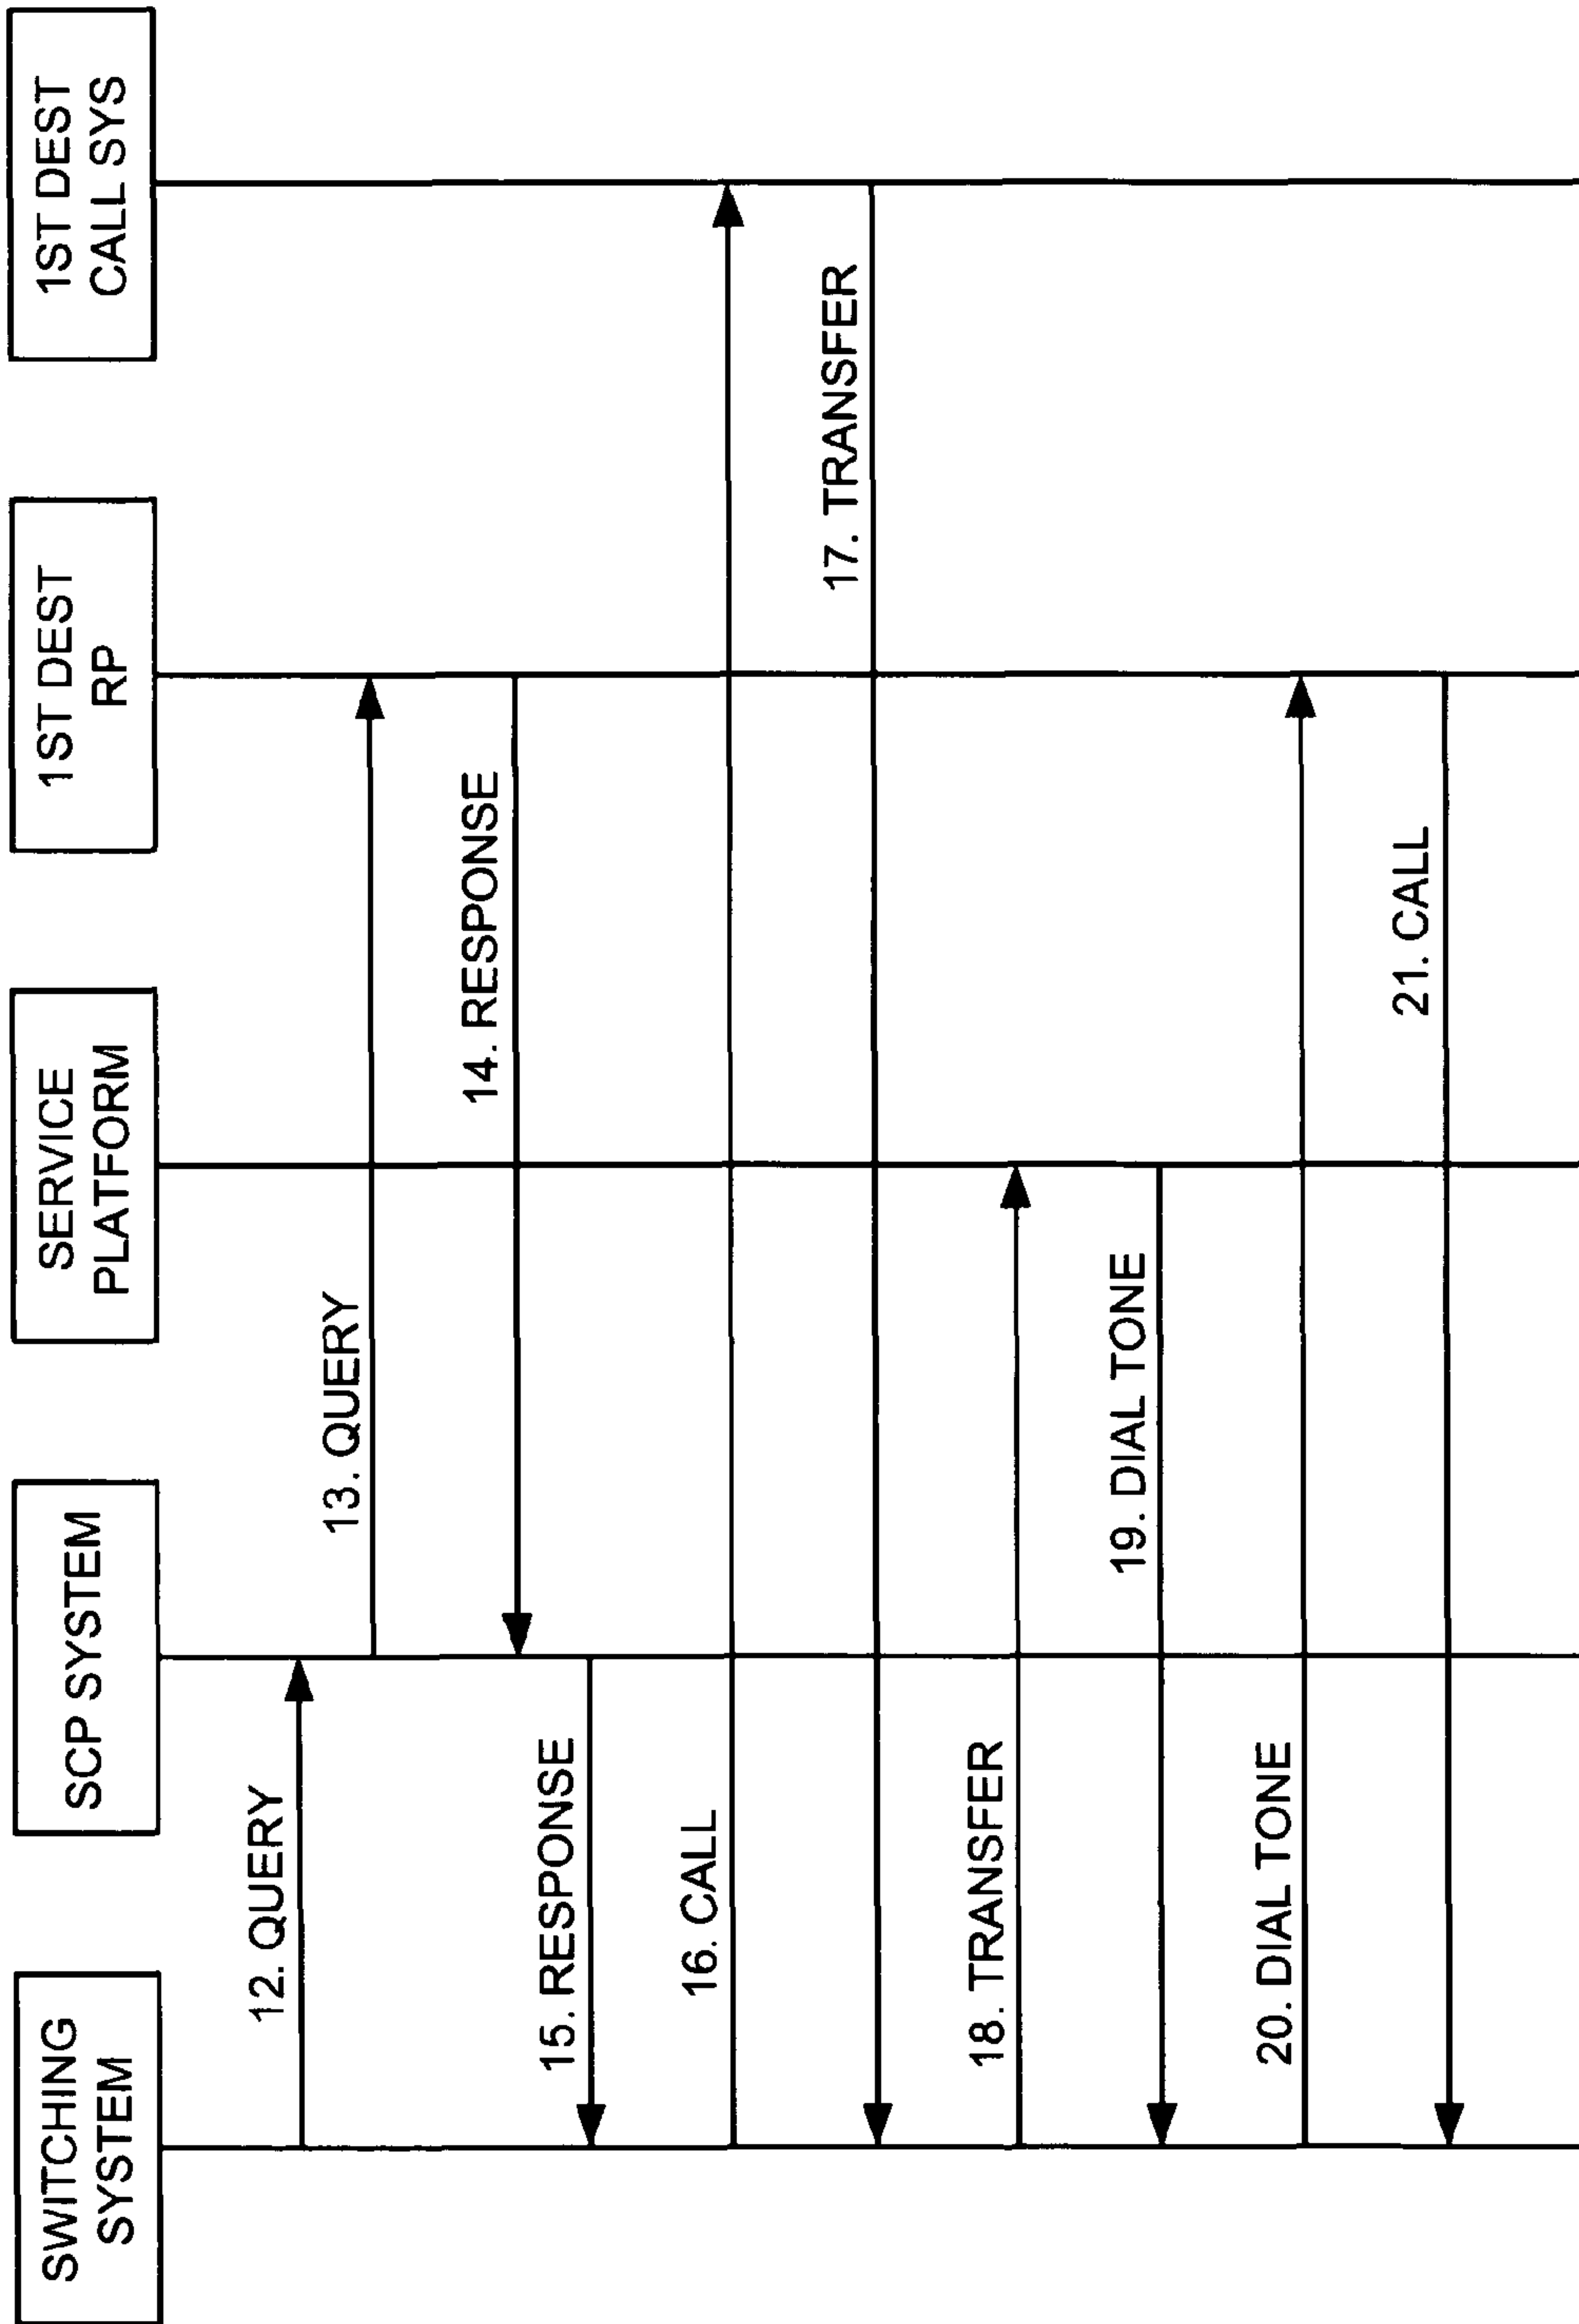 SWITCHING
SYSTEM
SCP SYSTEM
SERVICE
PLATFORM
1ST DEST
RP
1ST DEST
CALL SYS
12. QUERY
13. QUERY
14. RESPONSE
15. RESPONSE
16. CALL
17. TRANSFER
18. TRANSFER
19. DIAL TONE
20. DIAL TONE
21. CALL